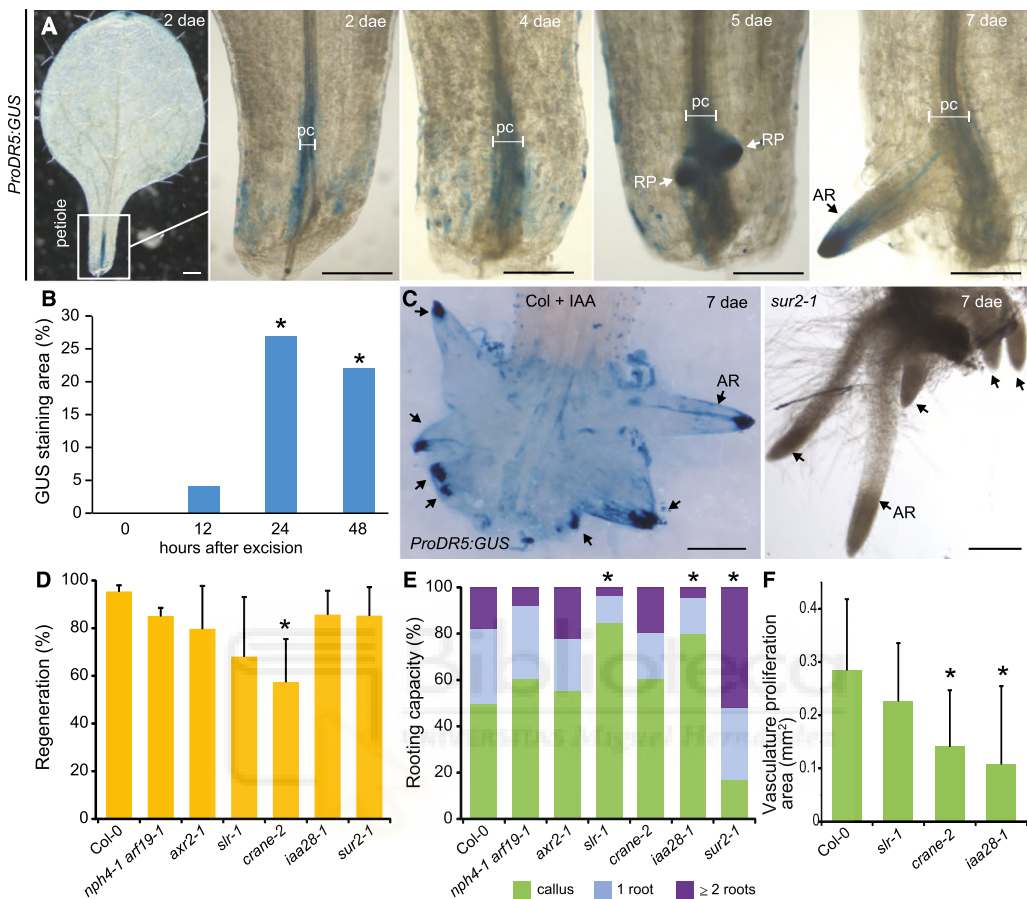 A
2 dae
2 dae
4 dae
5 dae
7 dae
ProDR5:GUS
petiole
pc
pc
pc
pc
RP
RP
AR
B
GUS staining area (%)
30
25
20
15
10
5
0
*
*
0 12 24 48
hours after excision
C
Col + IAA
7 dae
AR
ProDR5:GUS
sur2-1
7 dae
AR
D
Regeneration (%)
100
80
60
40
20
0
*
Col-0
nph4-1 arf19-1
axr2-1
slr-1
crane-2
iaa28-1
sur2-1
E
Rooting capacity (%)
100
80
60
40
20
0
* * *
Col-0
nph4-1 arf19-1
axr2-1
slr-1
crane-2
iaa28-1
sur2-1
callus
1 root
≥ 2 roots
F
Vasculature proliferation
area (mm²)
0.4
0.3
0.2
0.1
0
* *
Col-0
slr-1
crane-2
iaa28-1
Biblioteca
UNIVERSITAS Miguel Hernández